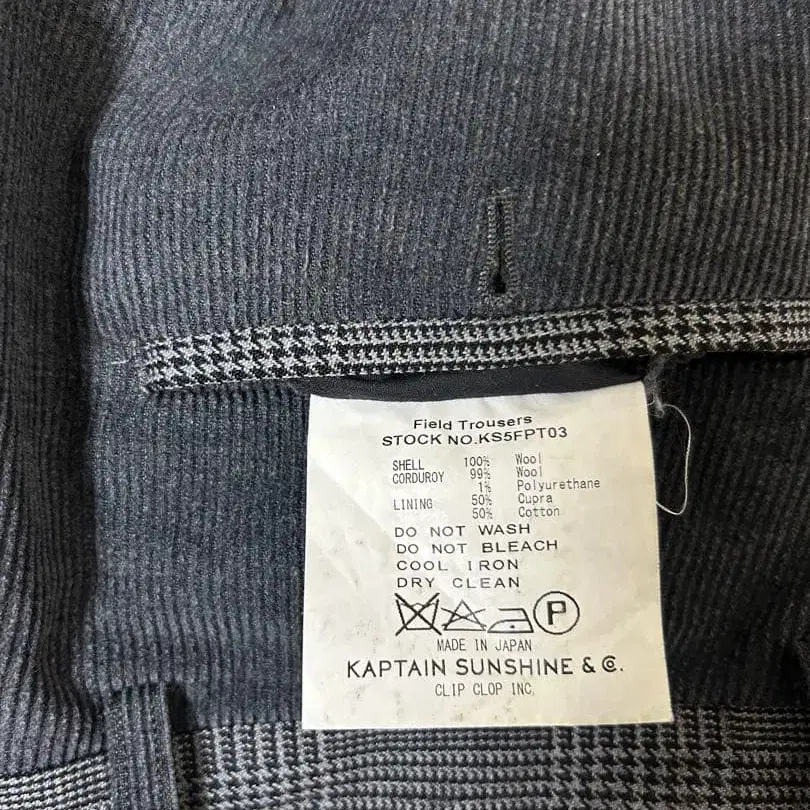 Field Trousers
STOCK NO.KS5FPT03
SHELL 100% Wool
CORDUROY 99% Wool
1% Polyurethane
LINING 50% Cupra
50% Cotton
DO NOT WASH
DO NOT BLEACH
COOL IRON
DRY CLEAN
P
MADE IN JAPAN
KAPTAIN SUNSHINE & Co.
CLIP CLOP INC.